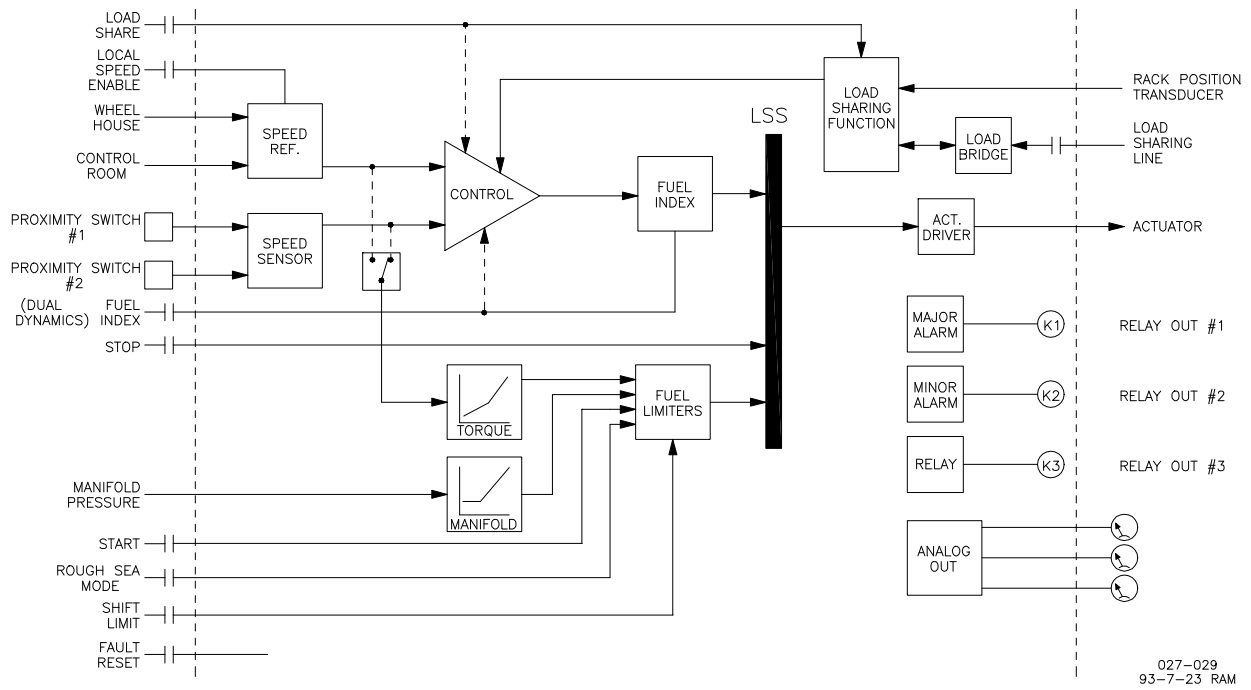 LOAD
SHARE
LOCAL
SPEED
ENABLE
WHEEL
HOUSE
CONTROL
ROOM
PROXIMITY SWITCH
#1
PROXIMITY SWITCH
#2
(DUAL
DYNAMICS)
FUEL
INDEX
STOP
MANIFOLD
PRESSURE
START
ROUGH SEA
MODE
SHIFT
LIMIT
FAULT
RESET
SPEED
REF.
SPEED
SENSOR
CONTROL
FUEL
INDEX
TORQUE
MANIFOLD
FUEL
LIMITERS
LSS
LOAD
SHARING
FUNCTION
LOAD
BRIDGE
ACT.
DRIVER
MAJOR
ALARM
K1
MINOR
ALARM
K2
RELAY
K3
ANALOG
OUT
RACK POSITION
TRANSDUCER
LOAD
SHARING
LINE
ACTUATOR
RELAY OUT #1
RELAY OUT #2
RELAY OUT #3
027-029
93-7-23 RAM